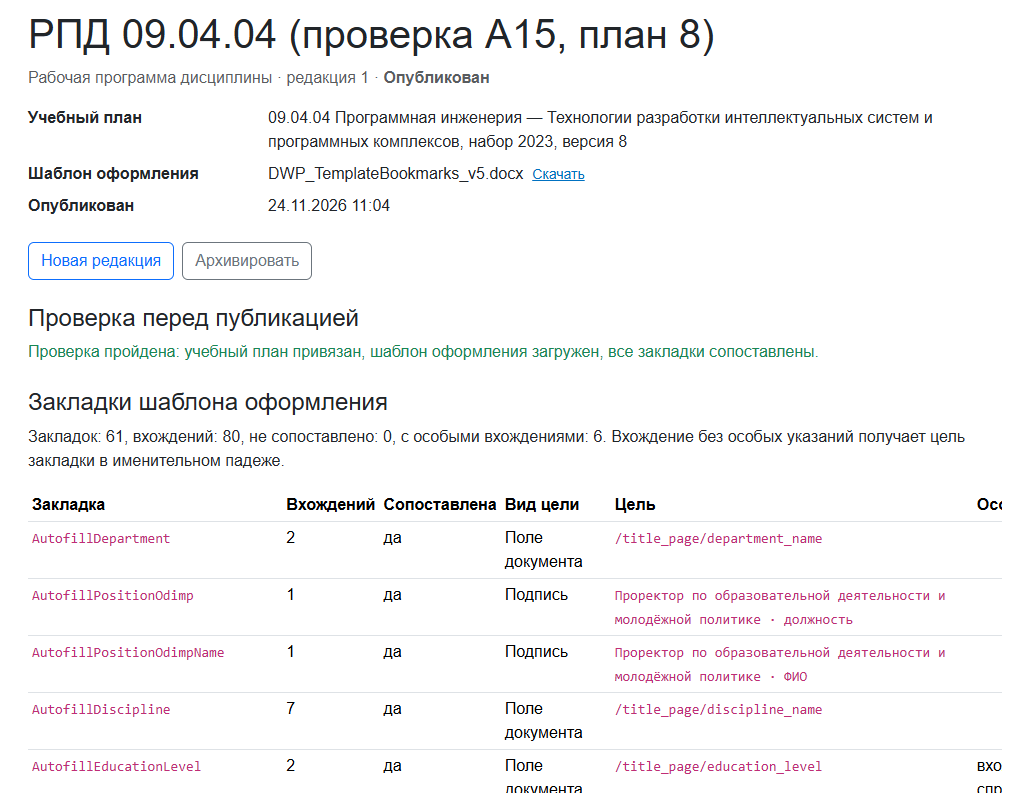 РПД 09.04.04 (проверка А15, план 8)
Рабочая программа дисциплины · редакция 1 · Опубликован
Учебный план 09.04.04 Программная инженерия — Технологии разработки интеллектуальных систем и
программных комплексов, набор 2023, версия 8
Шаблон оформления DWP_TemplateBookmarks_v5.docx Скачать
Опубликован 24.11.2026 11:04
Новая редакция Архивировать
Проверка перед публикацией
Проверка пройдена: учебный план привязан, шаблон оформления загружен, все закладки сопоставлены.
Закладки шаблона оформления
Закладок: 61, вхождений: 80, не сопоставлено: 0, с особыми вхождениями: 6. Вхождение без особых указаний получает цель
закладки в именительном падеже.
Закладка Вхождений Сопоставлена Вид цели Цель
AutofillDepartment 2 да Поле /title_page/department_name
документа
AutofillPositionOdimp 1 да Подпись Проректор по образовательной деятельности и
молодёжной политике · должность
AutofillPositionOdimpName 1 да Подпись Проректор по образовательной деятельности и
молодёжной политике · ФИО
AutofillDiscipline 7 да Поле /title_page/discipline_name
документа
AutofillEducationLevel 2 да Поле /title_page/education_level
документа